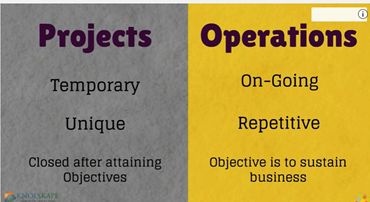 Projects
Temporary
Unique
Closed after attaining
Objectives
Operations
On-Going
Repetitive
Objective is to sustain
business